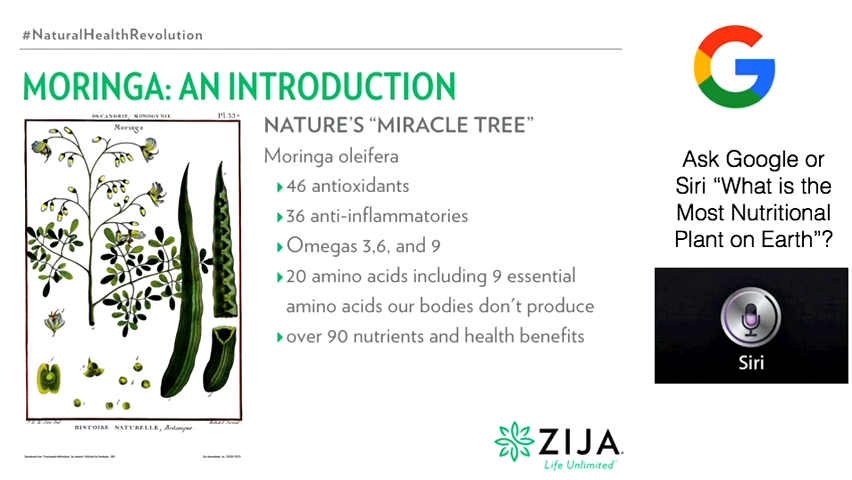 #NaturalHealthRevolution
MORINGA: AN INTRODUCTION
DECANDRIE, MONOGYNIE. Pl.
Moringa
HISTOIRE NATURELLE, Botanique
NATURE'S “MIRACLE TREE”
Moringa oleifera
46 antioxidants
36 anti-inflammatories
Omegas 3,6, and 9
20 amino acids including 9 essential
amino acids our bodies don't produce
over 90 nutrients and health benefits
ZIJA
Life Unlimited
G
Ask Google or
Siri “What is the
Most Nutritional
Plant on Earth”?
Siri